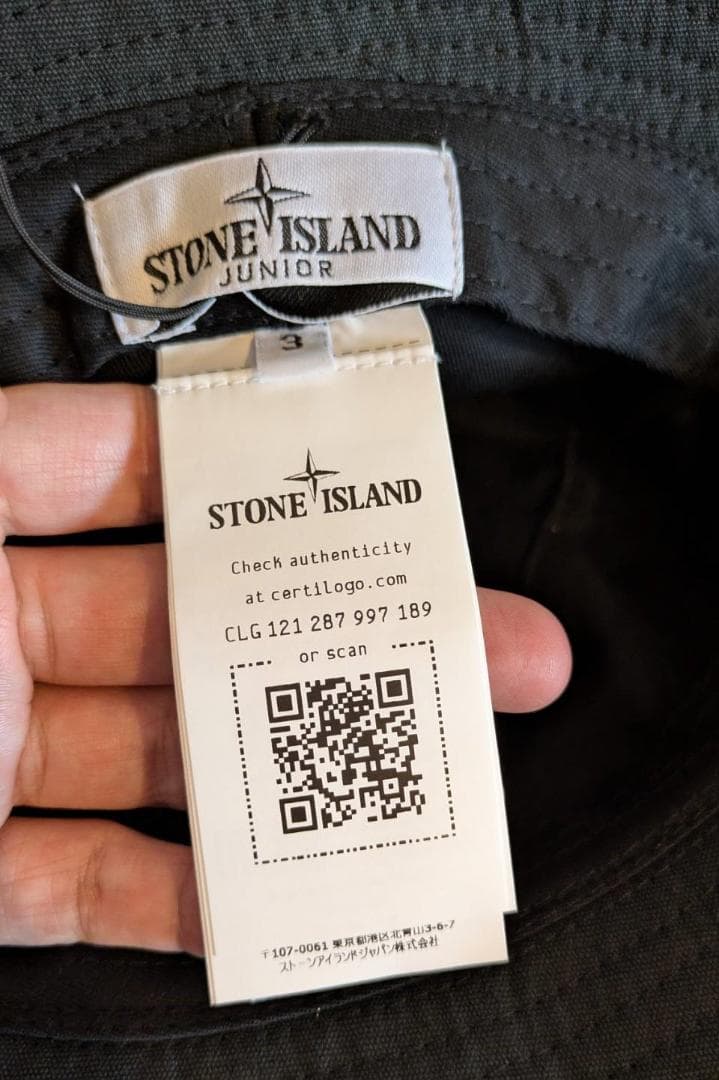 STONE ISLAND
JUNIOR
3
STONE ISLAND
Check authenticity
at certilogo.com
CLG 121 287 997 189
or scan
〒107-0061 東京都港区北青山3-6-7
ストーンアイランドジャパン株式会社